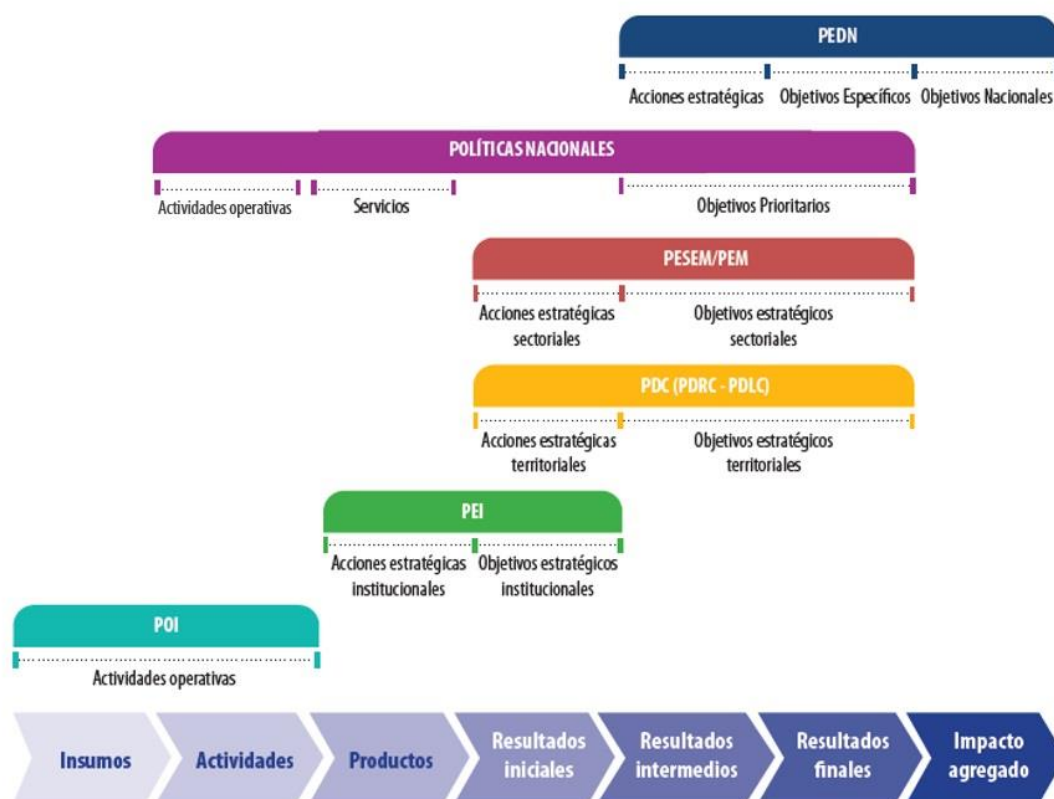 PEDN
Acciones estratégicas
Objetivos Específicos
Objetivos Nacionales
POLÍTICAS NACIONALES
Actividades operativas
Servicios
Objetivos Prioritarios
PESEM/PEM
Acciones estratégicas
sectoriales
Objetivos estratégicos
sectoriales
PDC (PDRC - PDLC)
Acciones estratégicas
territoriales
Objetivos estratégicos
territoriales
PEI
Acciones estratégicas
institucionales
Objetivos estratégicos
institucionales
POI
Actividades operativas
Insumos
Actividades
Productos
Resultados
iniciales
Resultados
intermedios
Resultados
finales
Impacto
agregado